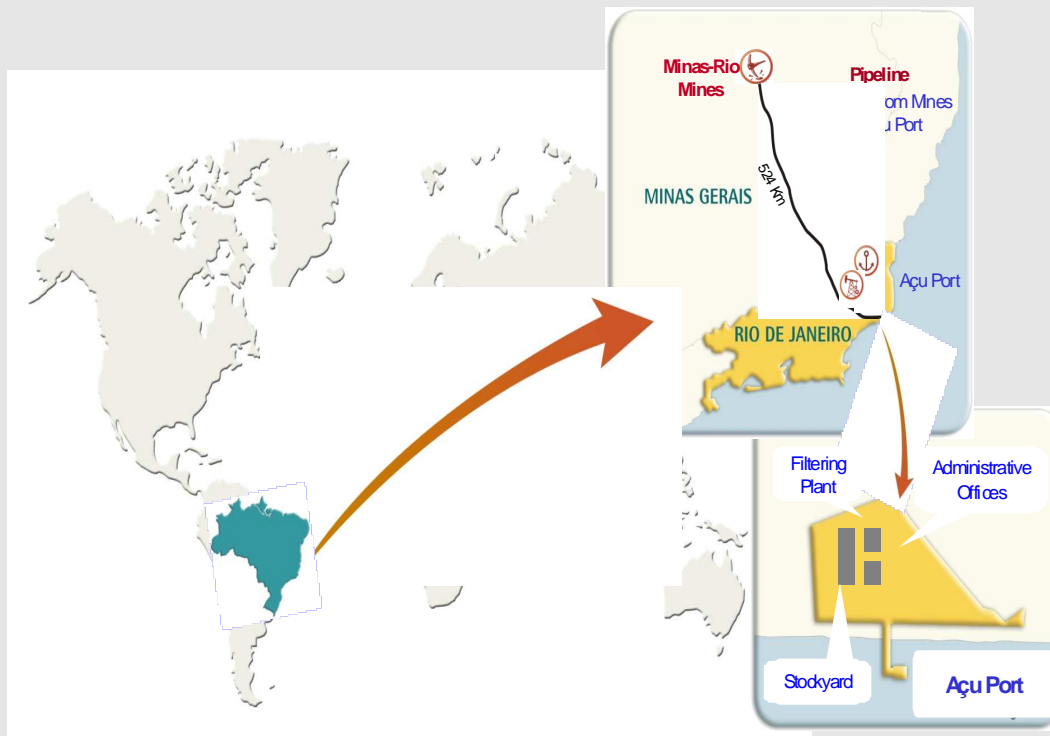 Minas-Rio
Mines
Pipeline
om Mines
u Port
524 Km
MINAS GERAIS
Açu Port
RIO DE JANEIRO
Filtering
Plant
Administrative
Offices
Stockyard
Açu Port